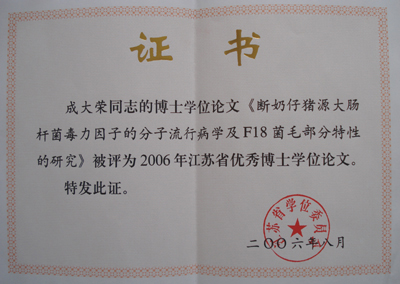 证书
成大荣同志的博士学位论文《断奶仔猪源大肠
杆菌毒力因子的分子流行病学及F18菌毛部分特性
的研究》被评为2006年江苏省优秀博士学位论文。
特发此证。
江苏省学位委员会
二〇〇六年八月